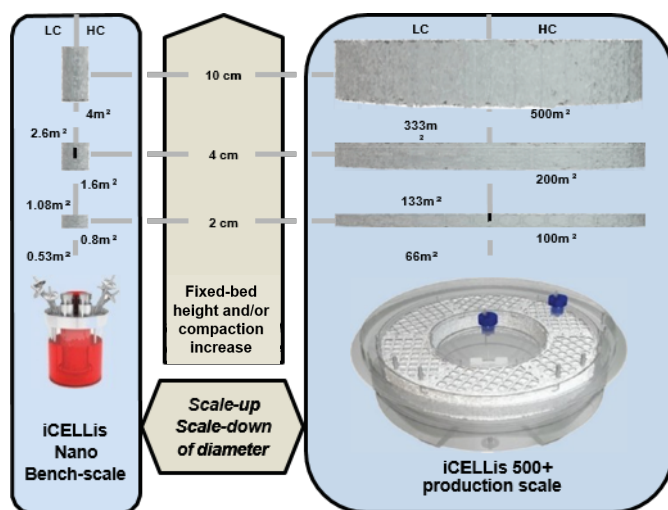 LC HC
10 cm
4m²
2.6m²
4 cm
1.6m²
1.08m²
2 cm
0.8m²
0.53m²
iCELLis
Nano
Bench-scale
Fixed-bed
height and/or
compaction
increase
Scale-up
Scale-down
of diameter
LC HC
500m²
333m
²
200m²
133m²
100m²
66m²
iCELLis 500+
production scale